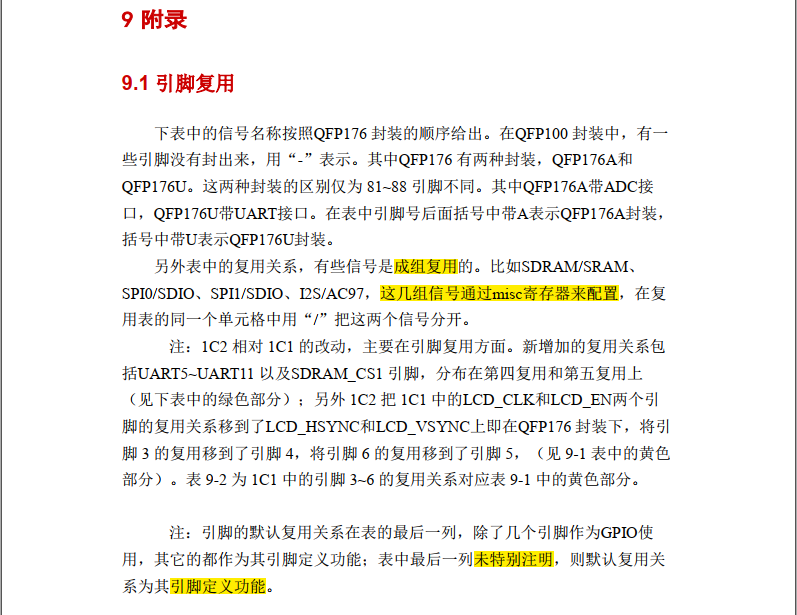 9 附录
9.1 引脚复用
下表中的信号名称按照QFP176 封装的顺序给出。在QFP100 封装中，有一
些引脚没有封出来，用“-”表示。其中QFP176 有两种封装，QFP176A和
QFP176U。这两种封装的区别仅为 81~88 引脚不同。其中QFP176A带ADC接
口，QFP176U带UART接口。在表中引脚号后面括号中带A表示QFP176A封装，
括号中带U表示QFP176U封装。
另外表中的复用关系，有些信号是成组复用的。比如SDRAM/SRAM、
SPI0/SDIO、SPI1/SDIO、I2S/AC97，这几组信号通过misc寄存器来配置，在复
用表的同一个单元格中用“/”把这两个信号分开。
注：1C2 相对 1C1 的改动，主要在引脚复用方面。新增加的复用关系包
括UART5~UART11 以及SDRAM_CS1 引脚，分布在第四复用和第五复用上
（见下表中的绿色部分）；另外 1C2 把 1C1 中的LCD_CLK和LCD_EN两个引
脚的复用关系移到了LCD_HSYNC和LCD_VSYNC上即在QFP176 封装下，将引
脚 3 的复用移到了引脚 4，将引脚 6 的复用移到了引脚 5，（见 9-1 表中的黄色
部分）。表 9-2 为 1C1 中的引脚 3~6 的复用关系对应表 9-1 中的黄色部分。
注：引脚的默认复用关系在表的最后一列，除了几个引脚作为GPIO使
用，其它的都作为其引脚定义功能；表中最后一列未特别注明，则默认复用关
系为其引脚定义功能。